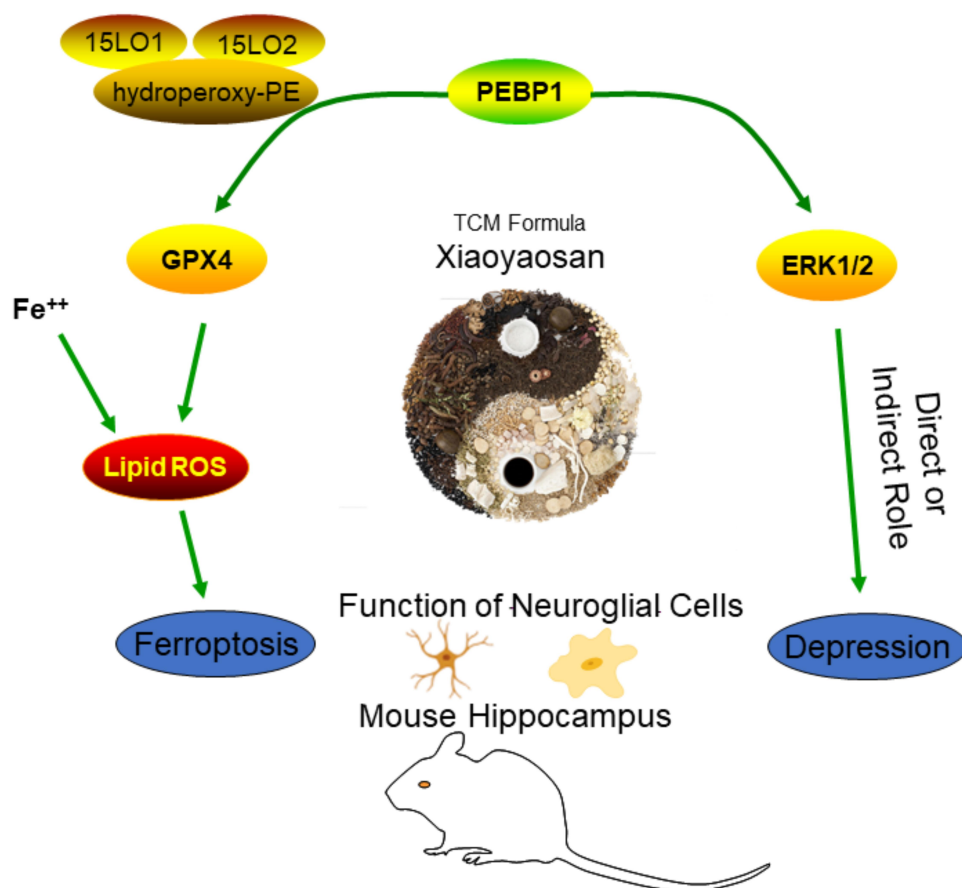 15LO1
15LO2
hydroperoxy-PE
PEBP1
GPX4
TCM Formula
Xiaoyaosan
ERK1/2
Fe⁺⁺
Direct or
Indirect Role
Lipid ROS
Function of Neuroglial Cells
Ferroptosis
Depression
Mouse Hippocampus